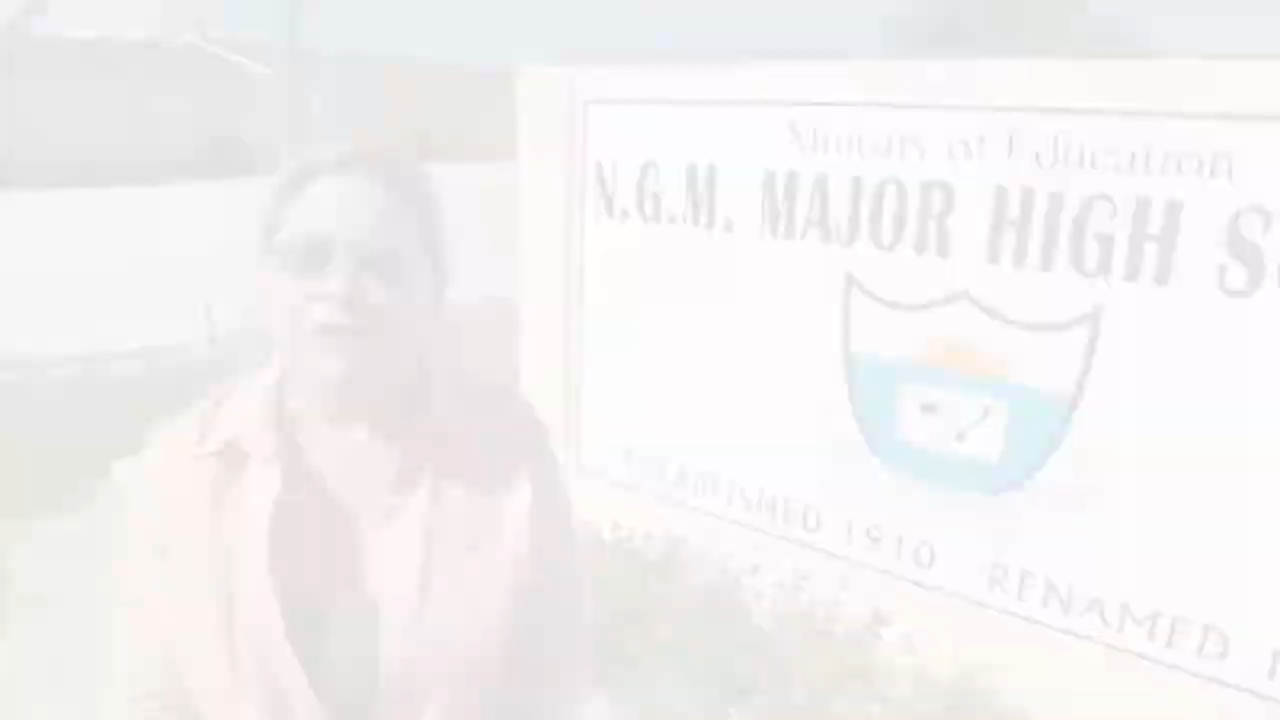 Ministry of Education
N.G.M. MAJOR HIGH
ESTABLISHED 1910 RENAMED